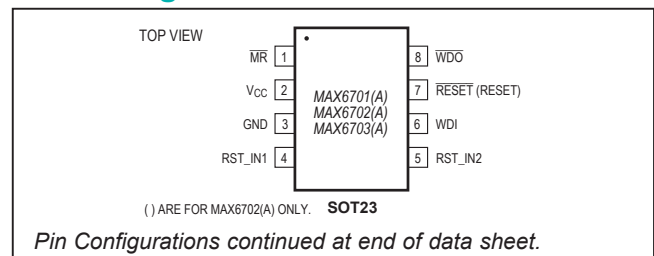 TOP VIEW
MR 1
VCC 2
GND 3
RST_IN1 4
MAX6701(A)
MAX6702(A)
MAX6703(A)
8 WDO
7 RESET (RESET)
6 WDI
5 RST_IN2
( ) ARE FOR MAX6702(A) ONLY. SOT23
Pin Configurations continued at end of data sheet.